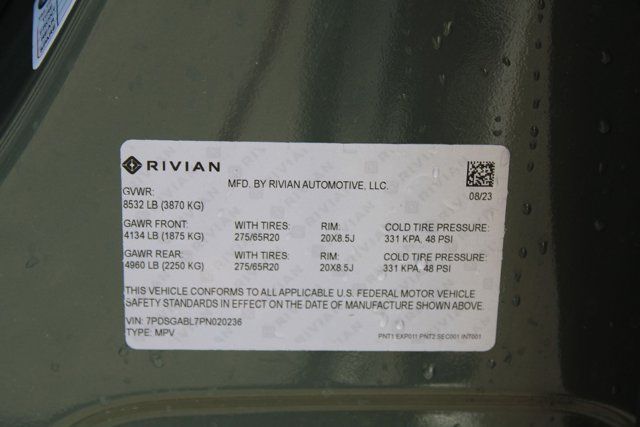 RIVIAN
MFD. BY RIVIAN AUTOMOTIVE, LLC.
08/23
GVWR:
8532 LB (3870 KG)
GAWR FRONT: WITH TIRES: RIM: COLD TIRE PRESSURE:
4134 LB (1875 KG) 275/65R20 20X8.5J 331 KPA, 48 PSI
GAWR REAR: WITH TIRES: RIM: COLD TIRE PRESSURE:
4960 LB (2250 KG) 275/65R20 20X8.5J 331 KPA, 48 PSI
THIS VEHICLE CONFORMS TO ALL APPLICABLE U.S. FEDERAL MOTOR VEHICLE
SAFETY STANDARDS IN EFFECT ON THE DATE OF MANUFACTURE SHOWN ABOVE.
VIN: 7PDSGABL7PN020236
TYPE: MPV
PNT1 EXP011 PNT2 SEC001 INT001